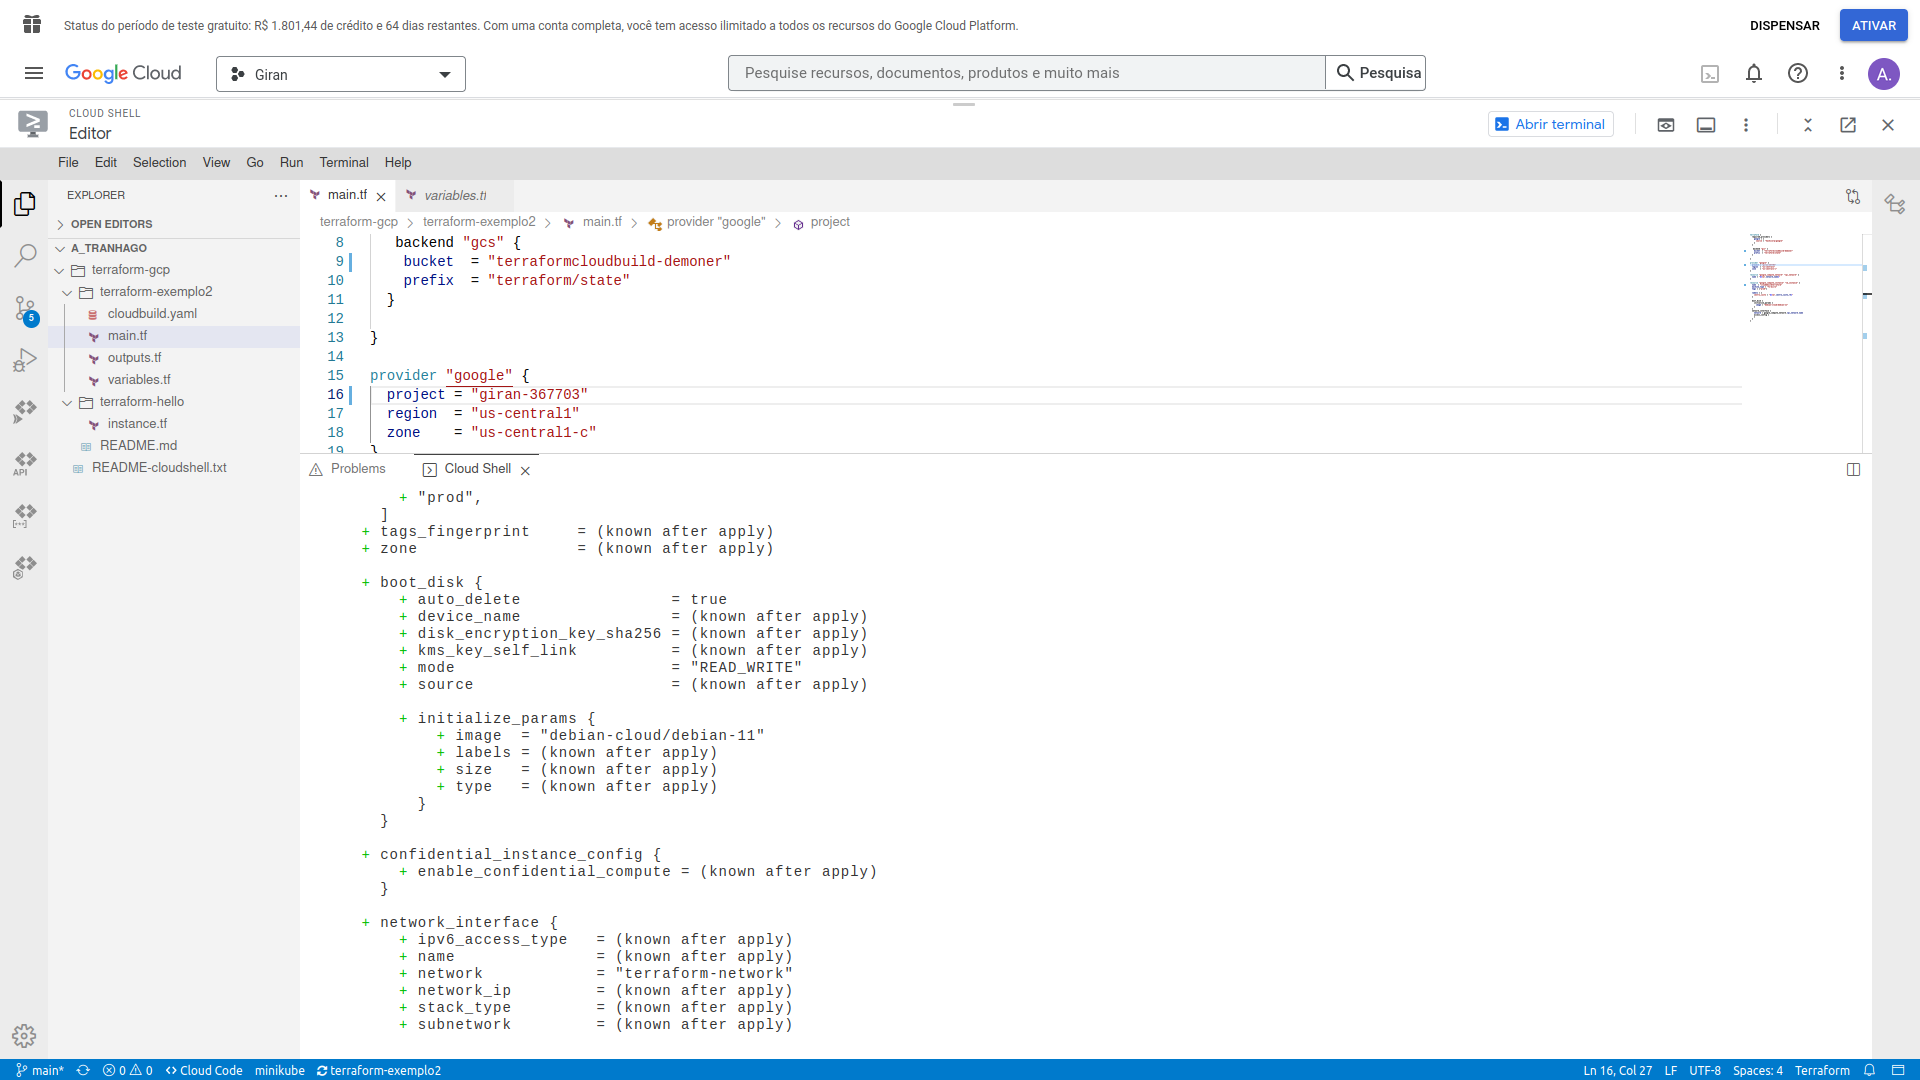 Status do período de teste gratuito: R$ 1.801,44 de crédito e 64 dias restantes. Com uma conta completa, você tem acesso ilimitado a todos os recursos do Google Cloud Platform.
DISPENSAR
ATIVAR
Google Cloud
Giran
Pesquise recursos, documentos, produtos e muito mais
Pesquisa
A.
CLOUD SHELL
Editor
Abrir terminal
File Edit Selection View Go Run Terminal Help
EXPLORER
OPEN EDITORS
A_TRANHAGO
terraform-gcp
terraform-exemplo2
cloudbuild.yaml
main.tf
outputs.tf
variables.tf
terraform-hello
instance.tf
README.md
README-cloudshell.txt
5
API
main.tf
variables.tf
terraform-gcp > terraform-exemplo2 > main.tf > provider "google" > project
8 backend "gcs" {
9 bucket = "terraformcloudbuild-demoner"
10 prefix = "terraform/state"
11 }
12
13 }
14
15 provider "google" {
16 project = "giran-367703"
17 region = "us-central1"
18 zone = "us-central1-c"
19 }
Problems
Cloud Shell
+ "prod",
]
+ tags_fingerprint = (known after apply)
+ zone = (known after apply)
+ boot_disk {
+ auto_delete = true
+ device_name = (known after apply)
+ disk_encryption_key_sha256 = (known after apply)
+ kms_key_self_link = (known after apply)
+ mode = "READ_WRITE"
+ source = (known after apply)
+ initialize_params {
+ image = "debian-cloud/debian-11"
+ labels = (known after apply)
+ size = (known after apply)
+ type = (known after apply)
}
}
+ confidential_instance_config {
+ enable_confidential_compute = (known after apply)
}
+ network_interface {
+ ipv6_access_type = (known after apply)
+ name = (known after apply)
+ network = "terraform-network"
+ network_ip = (known after apply)
+ stack_type = (known after apply)
+ subnetwork = (known after apply)
main* 0 0 Cloud Code minikube terraform-exemplo2
Ln 16, Col 27 LF UTF-8 Spaces: 4 Terraform